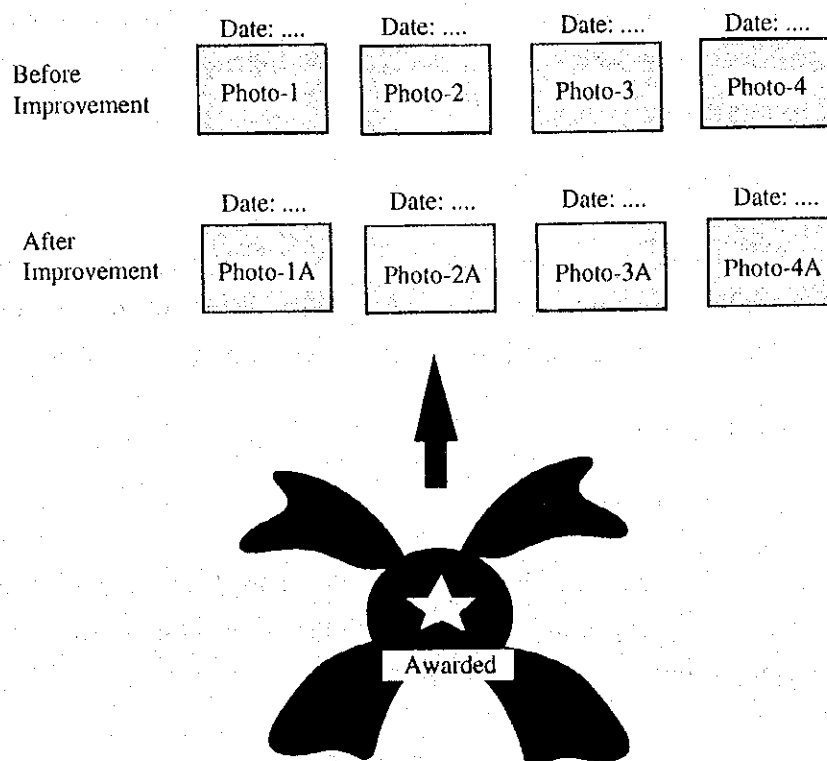 Date: .... Date: .... Date: .... Date: ....
Before
Improvement
Photo-1 Photo-2 Photo-3 Photo-4
Date: .... Date: .... Date: .... Date: ....
After
Improvement
Photo-1A Photo-2A Photo-3A Photo-4A
Awarded